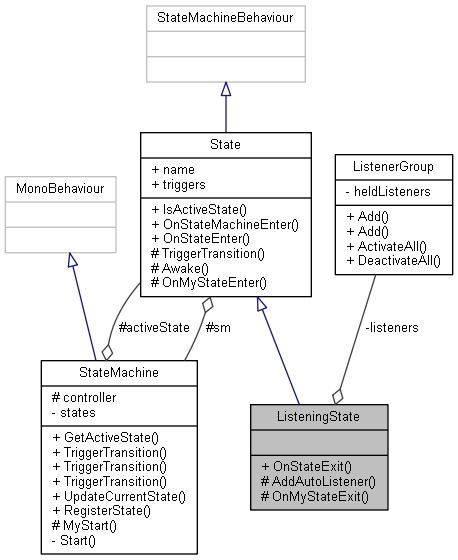 StateMachineBehaviour
State
+ name
+ triggers
+ IsActiveState()
+ OnStateMachineEnter()
+ OnStateEnter()
# TriggerTransition()
# Awake()
# OnMyStateEnter()
ListenerGroup
- heldListeners
+ Add()
+ Add()
+ ActivateAll()
+ DeactivateAll()
MonoBehaviour
#activeState
#sm
-listeners
StateMachine
# controller
- states
+ GetActiveState()
+ TriggerTransition()
+ TriggerTransition()
+ TriggerTransition()
+ UpdateCurrentState()
+ RegisterState()
# MyStart()
- Start()
ListeningState
+ OnStateExit()
# AddAutoListener()
# OnMyStateExit()